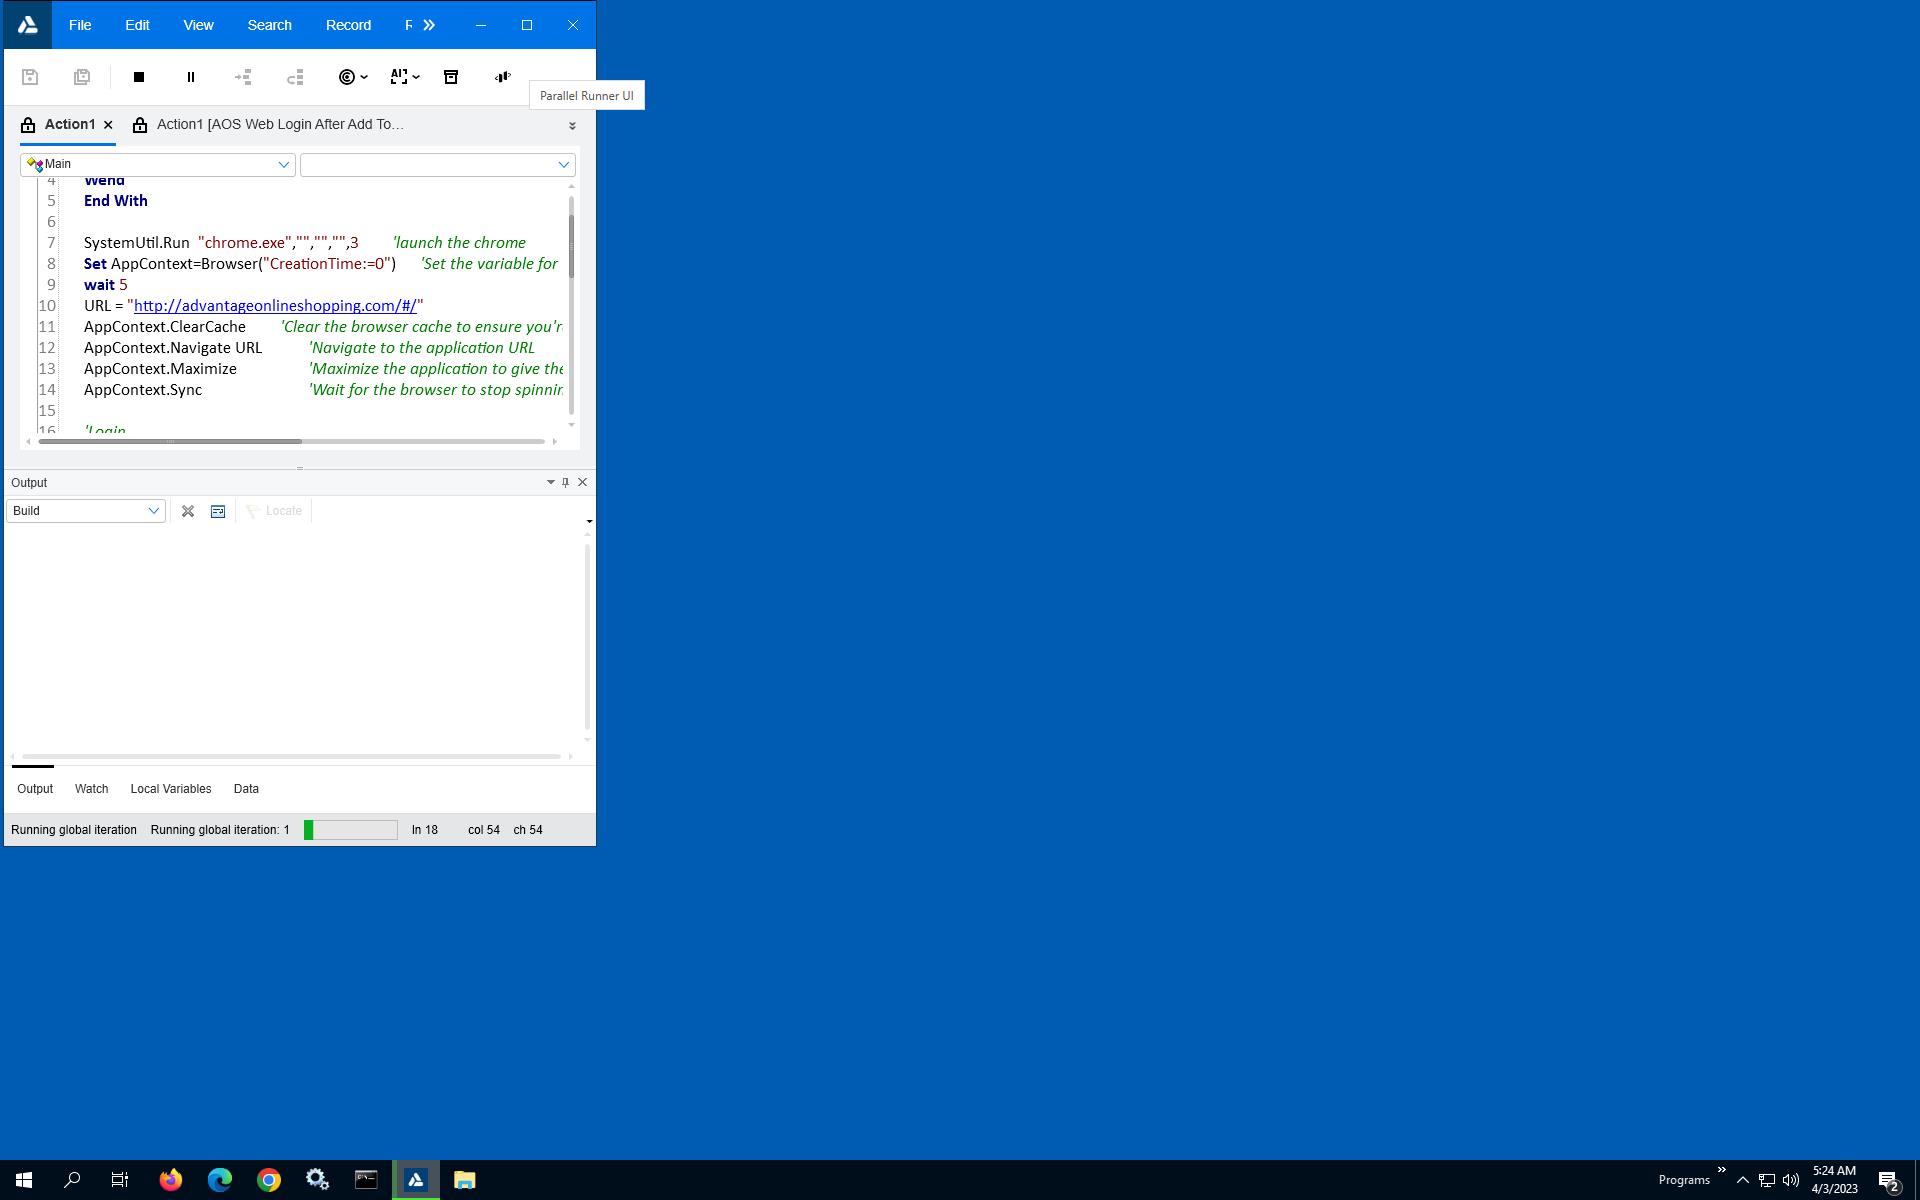 File Edit View Search Record
Parallel Runner UI
Action1 Action1 [AOS Web Login After Add To…
Main
4 Wend
5 End With
6
7 SystemUtil.Run "chrome.exe","","","",3 'launch the chrome
8 Set AppContext=Browser("CreationTime:=0") 'Set the variable for
9 wait 5
10 URL = "http://advantageonlineshopping.com/#/"
11 AppContext.ClearCache 'Clear the browser cache to ensure you'r
12 AppContext.Navigate URL 'Navigate to the application URL
13 AppContext.Maximize 'Maximize the application to give the
14 AppContext.Sync 'Wait for the browser to stop spinnin
15
16 'Login
Output
Build Locate
Output Watch Local Variables Data
Running global iteration Running global iteration: 1 ln 18 col 54 ch 54
Programs
5:24 AM
4/3/2023
2